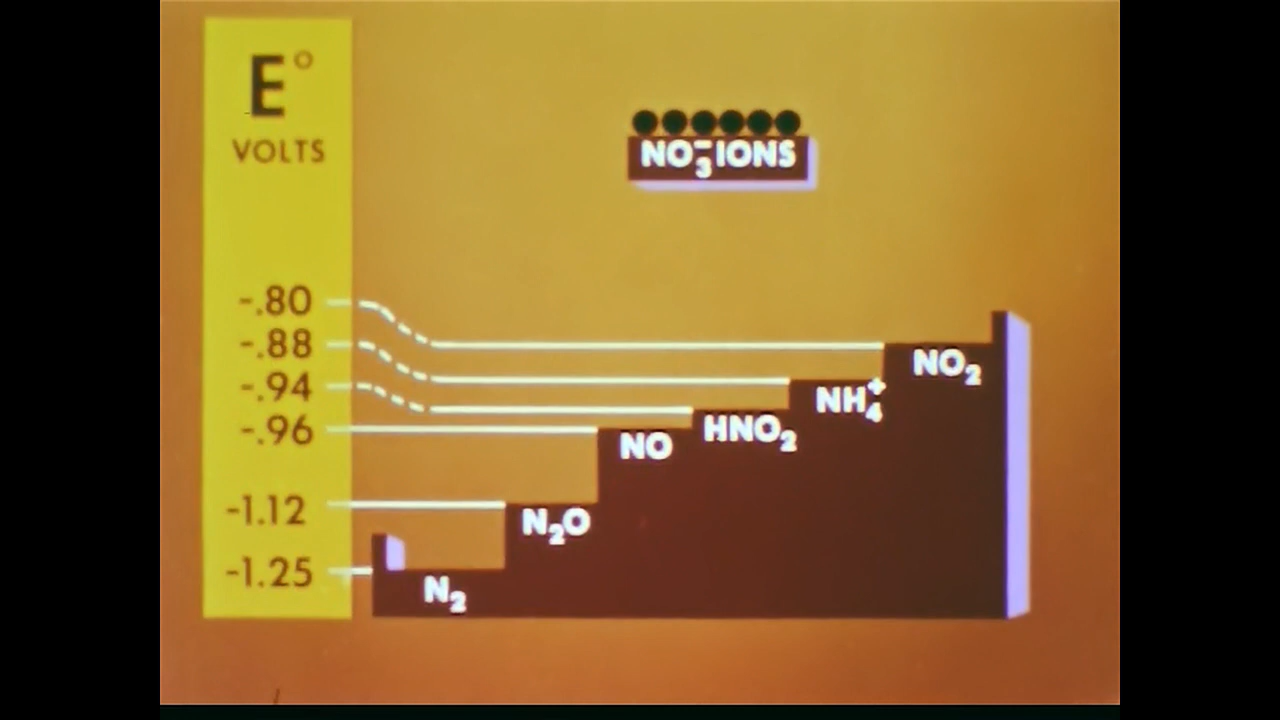 E°
VOLTS
NO₃⁻ IONS
-.80
-.88
-.94
-.96
-1.12
-1.25
NO₂
NH₄⁺
HNO₂
NO
N₂O
N₂